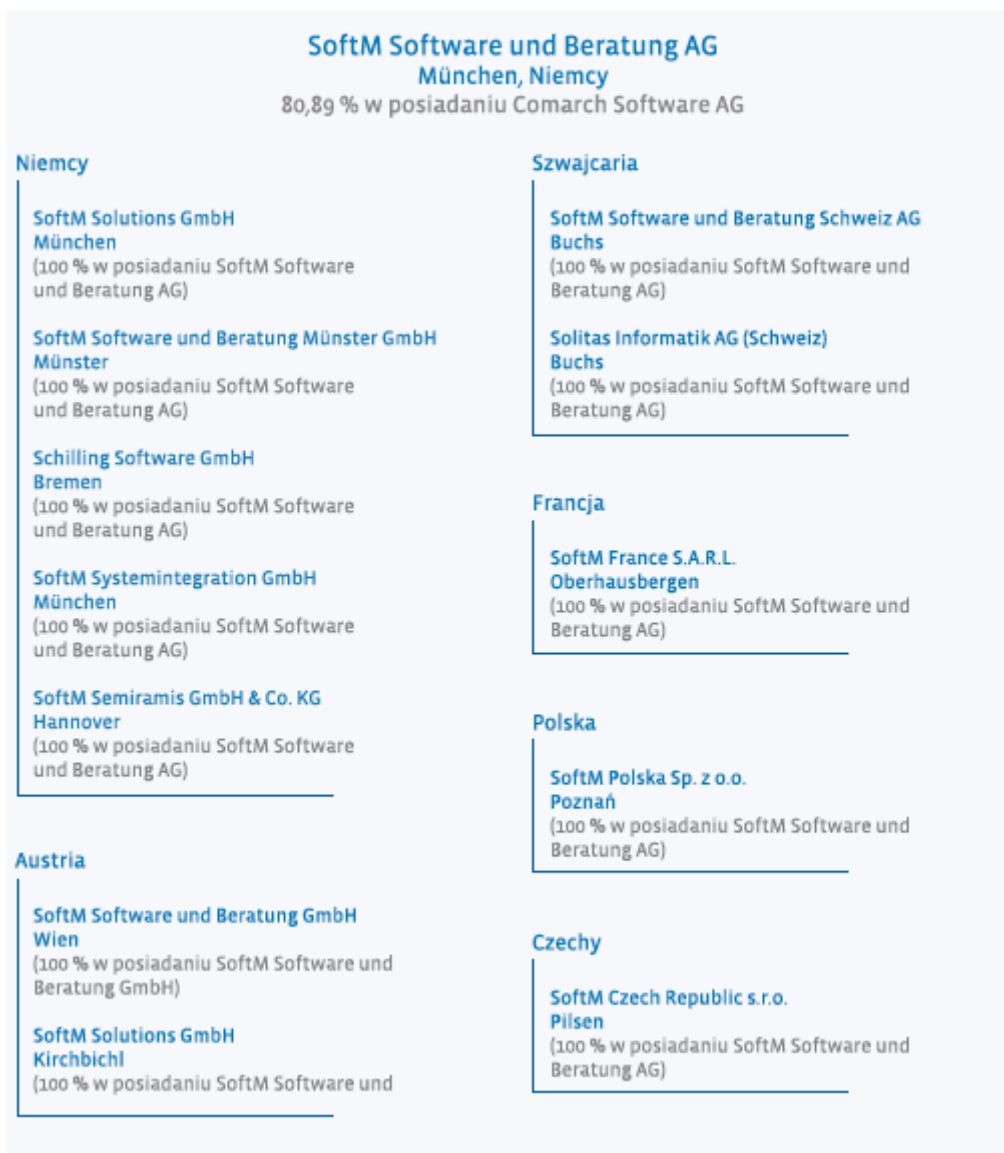 SoftM Software und Beratung AG
München, Niemcy
80,89 % w posiadaniu Comarch Software AG
Niemcy
SoftM Solutions GmbH
München
(100 % w posiadaniu SoftM Software
und Beratung AG)
SoftM Software und Beratung Münster GmbH
Münster
(100 % w posiadaniu SoftM Software
und Beratung AG)
Schilling Software GmbH
Bremen
(100 % w posiadaniu SoftM Software
und Beratung AG)
SoftM Systemintegration GmbH
München
(100 % w posiadaniu SoftM Software
und Beratung AG)
SoftM Semiramis GmbH & Co. KG
Hannover
(100 % w posiadaniu SoftM Software
und Beratung AG)
Austria
SoftM Software und Beratung GmbH
Wien
(100 % w posiadaniu SoftM Software und
Beratung GmbH)
SoftM Solutions GmbH
Kirchbichl
(100 % w posiadaniu SoftM Software und
Szwajcaria
SoftM Software und Beratung Schweiz AG
Buchs
(100 % w posiadaniu SoftM Software und
Beratung AG)
Solitas Informatik AG (Schweiz)
Buchs
(100 % w posiadaniu SoftM Software und
Beratung AG)
Francja
SoftM France S.A.R.L.
Oberhausbergen
(100 % w posiadaniu SoftM Software und
Beratung AG)
Polska
SoftM Polska Sp. z o.o.
Poznań
(100 % w posiadaniu SoftM Software und
Beratung AG)
Czechy
SoftM Czech Republic s.r.o.
Pilsen
(100 % w posiadaniu SoftM Software und
Beratung AG)